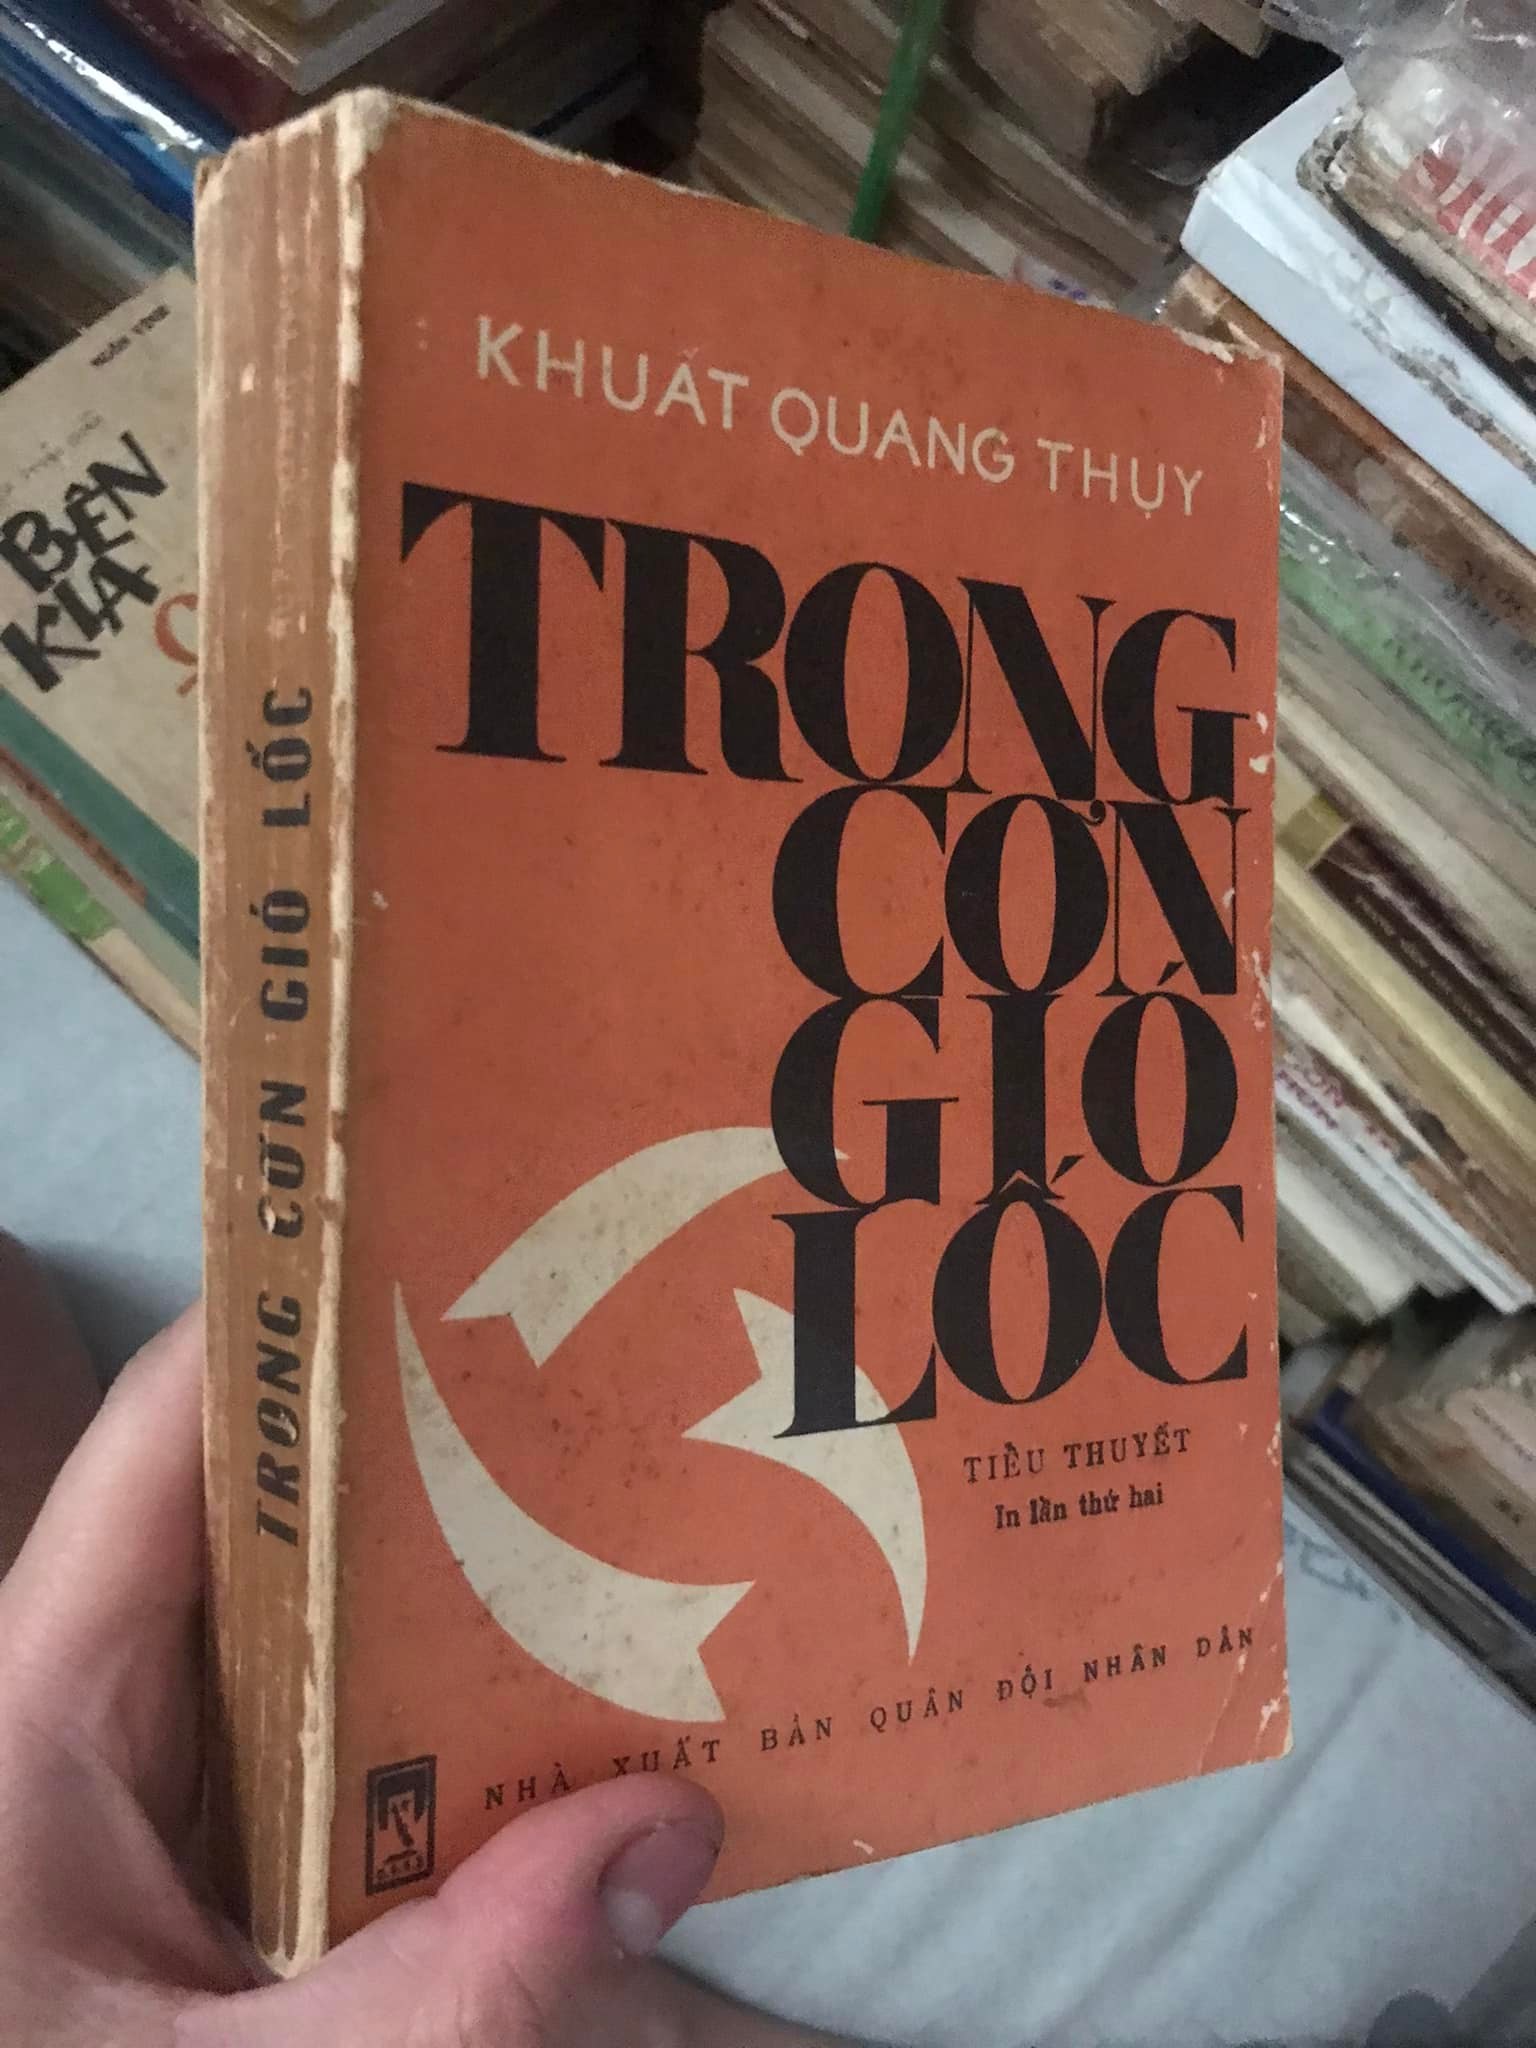 KHUẤT QUANG THỤY
TRONG
CƠN
GIÓ
LỐC
TIỂU THUYẾT
In lần thứ hai
NHÀ XUẤT BẢN QUÂN ĐỘI NHÂN DÂN
TRONG CƠN GIÓ LỐC
BÊN
KIA